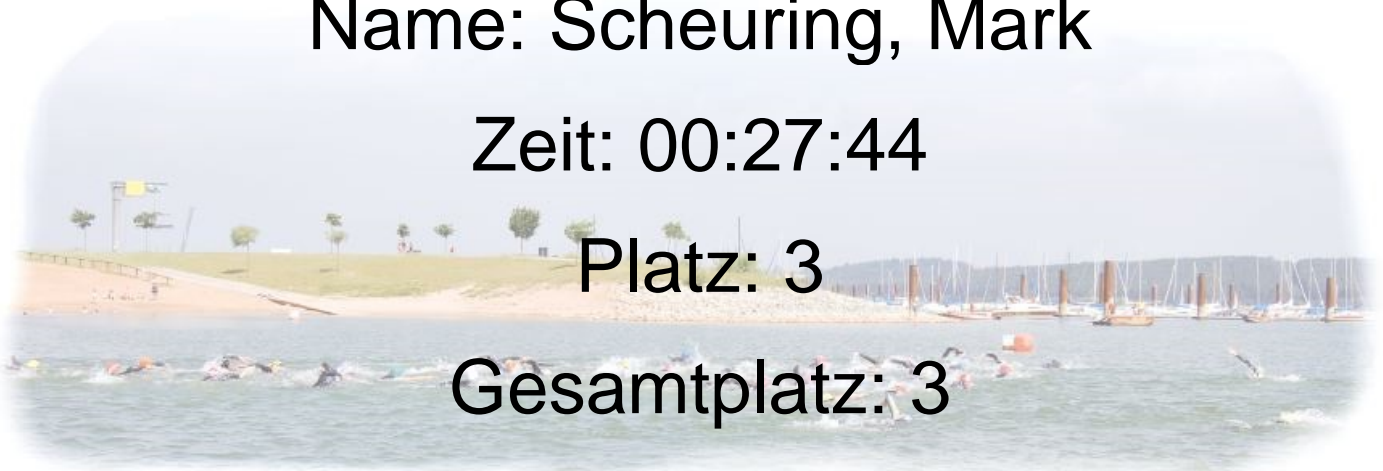 Name: Scheuring, Mark
Zeit: 00:27:44
Platz: 3
Gesamtplatz: 3